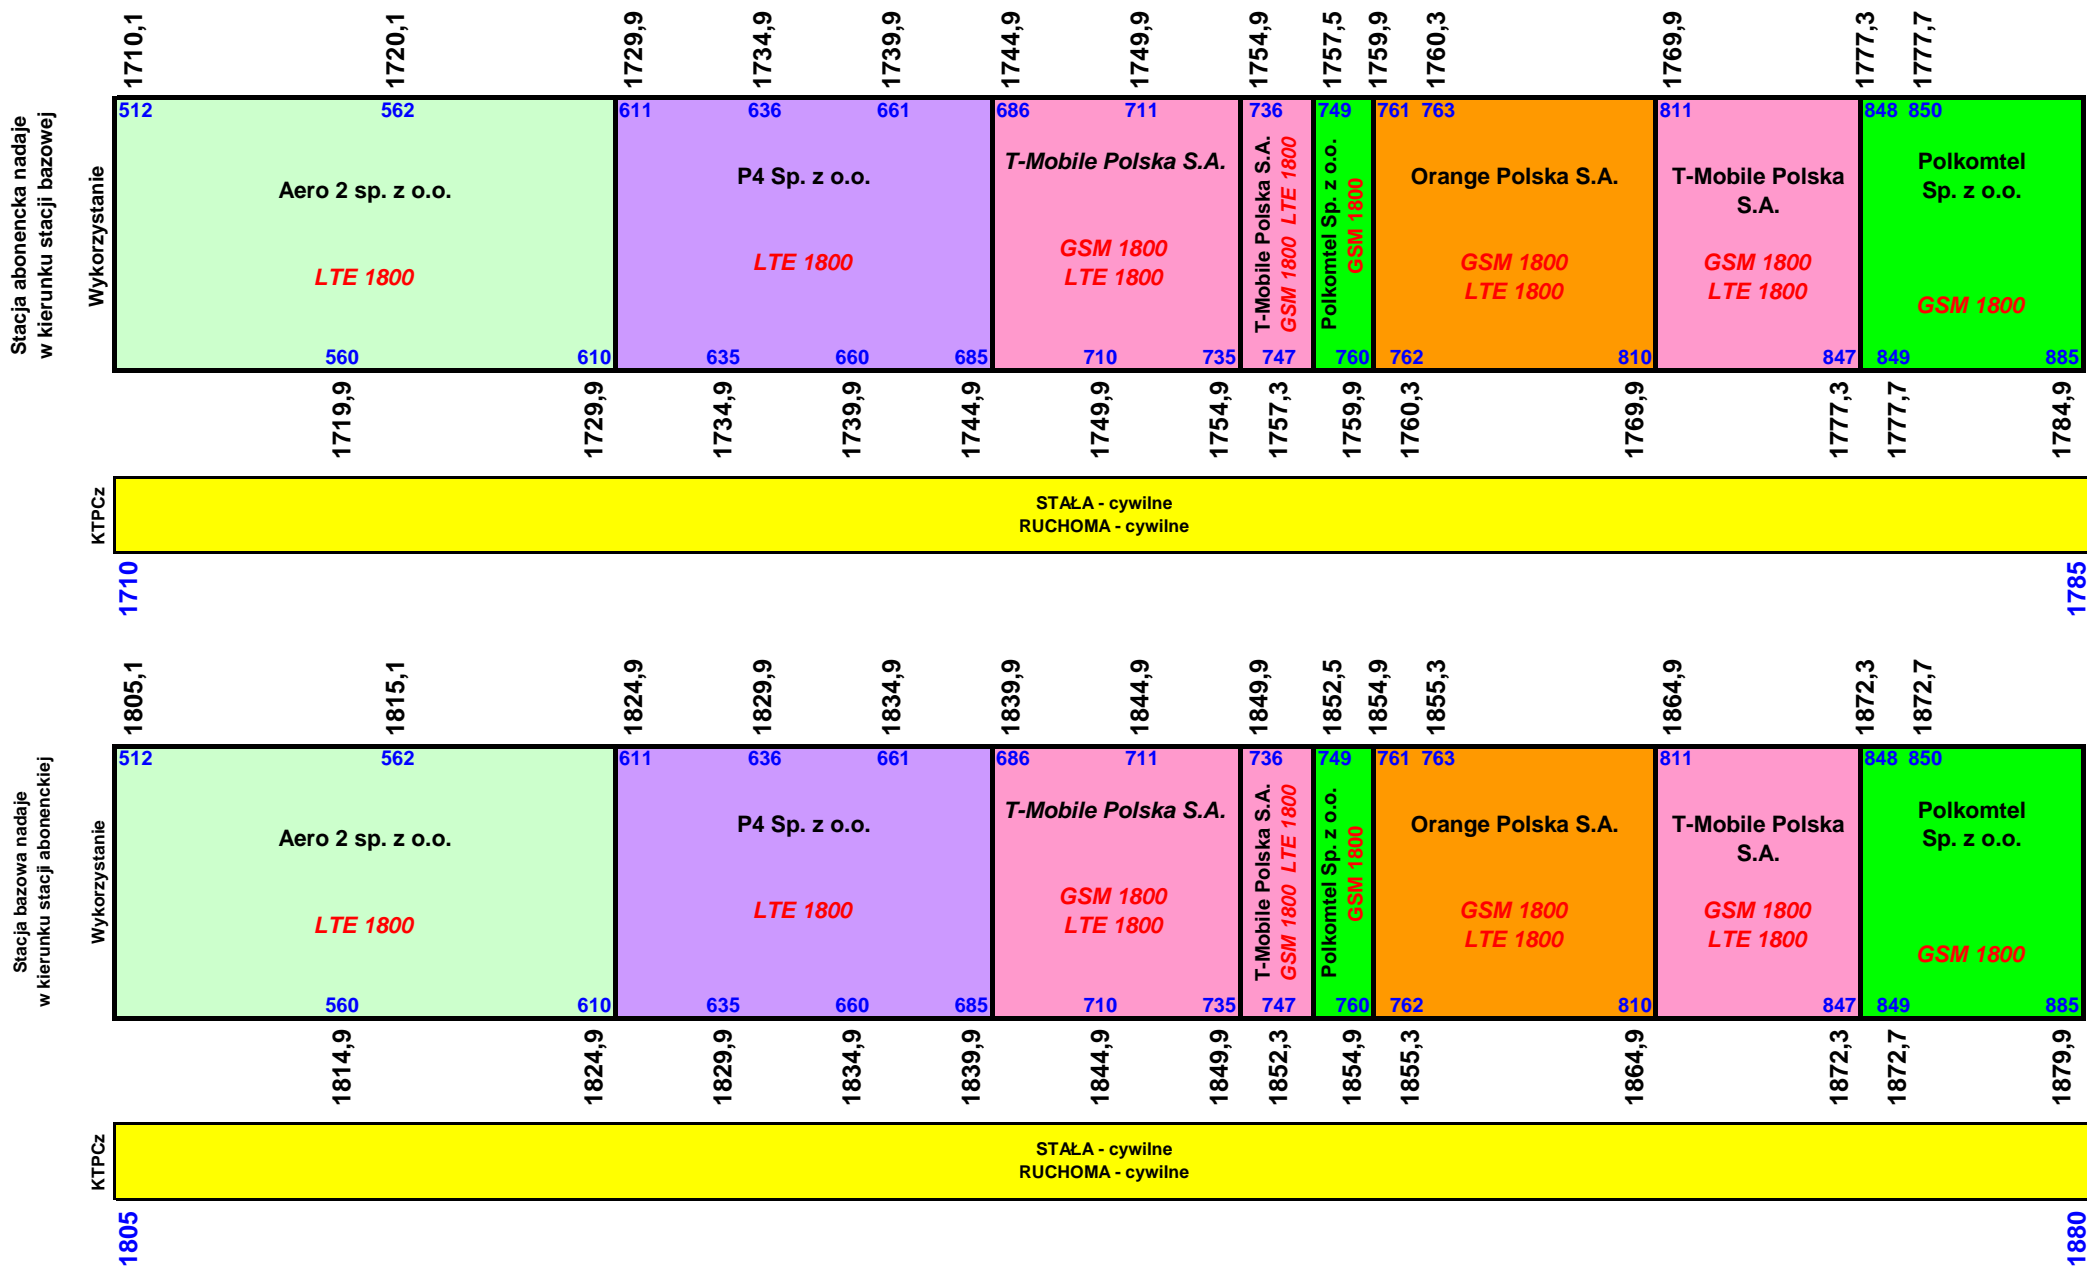 1710,1 1720,1 1729,9 1734,9 1739,9 1744,9 1749,9 1754,9 1757,5 1759,9 1760,3 1769,9 1777,3 1777,7
Stacja abonencka nadaje
w kierunku stacji bazowej
Wykorzystanie
512 562 611 636 661 686 711 736 749 761 763 811 848 850
Aero 2 sp. z o.o.
LTE 1800
P4 Sp. z o.o.
LTE 1800
T-Mobile Polska S.A.
GSM 1800
LTE 1800
T-Mobile Polska S.A.
GSM 1800 LTE 1800
Polkomtel Sp. z o.o.
GSM 1800
Orange Polska S.A.
GSM 1800
LTE 1800
T-Mobile Polska
S.A.
GSM 1800
LTE 1800
Polkomtel
Sp. z o.o.
GSM 1800
560 610 635 660 685 710 735 747 760 762 810 847 849 885
1719,9 1729,9 1734,9 1739,9 1744,9 1749,9 1754,9 1757,3 1759,9 1760,3 1769,9 1777,3 1777,7 1784,9
KTPCz
STAŁA - cywilne
RUCHOMA - cywilne
1710 1785
1805,1 1815,1 1824,9 1829,9 1834,9 1839,9 1844,9 1849,9 1852,5 1854,9 1855,3 1864,9 1872,3 1872,7
Stacja bazowa nadaje
w kierunku stacji abonenckiej
Wykorzystanie
512 562 611 636 661 686 711 736 749 761 763 811 848 850
Aero 2 sp. z o.o.
LTE 1800
P4 Sp. z o.o.
LTE 1800
T-Mobile Polska S.A.
GSM 1800
LTE 1800
T-Mobile Polska S.A.
GSM 1800 LTE 1800
Polkomtel Sp. z o.o.
GSM 1800
Orange Polska S.A.
GSM 1800
LTE 1800
T-Mobile Polska
S.A.
GSM 1800
LTE 1800
Polkomtel
Sp. z o.o.
GSM 1800
560 610 635 660 685 710 735 747 760 762 810 847 849 885
1814,9 1824,9 1829,9 1834,9 1839,9 1844,9 1849,9 1852,3 1854,9 1855,3 1864,9 1872,3 1872,7 1879,9
KTPCz
STAŁA - cywilne
RUCHOMA - cywilne
1805 1880